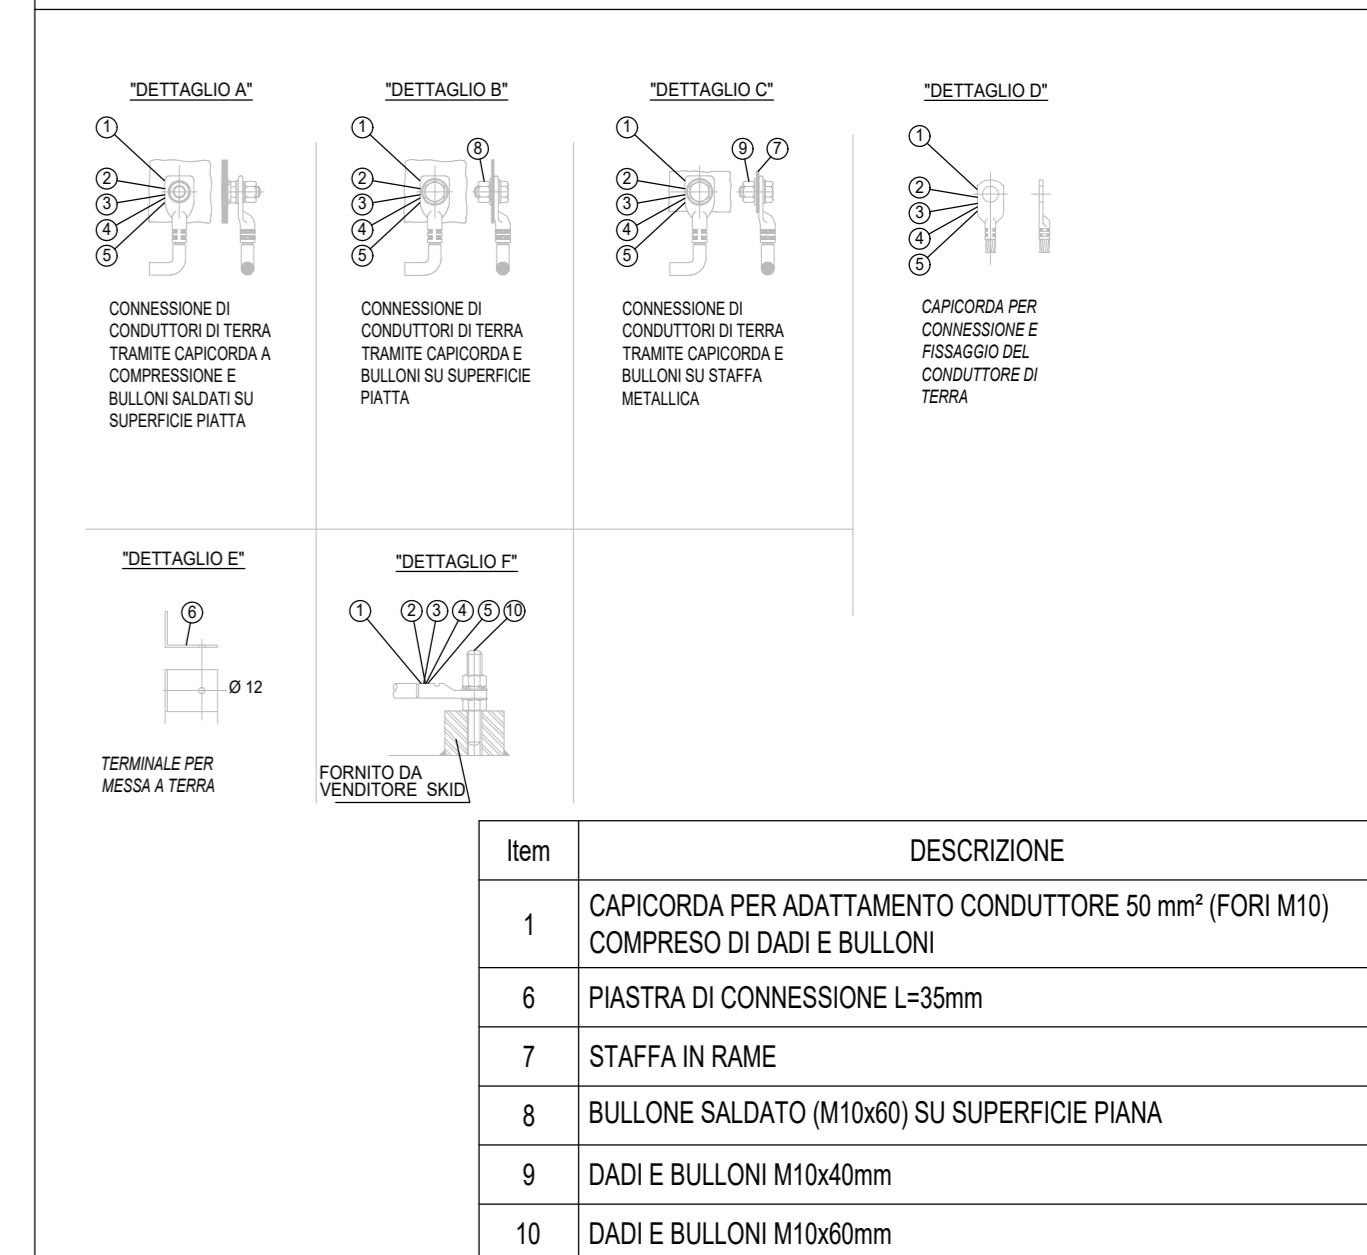 "DETTAGLIO A"
1
2
3
4
5
CONNESSIONE DI
CONDUTTORI DI TERRA
TRAMITE CAPICORDA A
COMPRESSIONE E
BULLONI SALDATI SU
SUPERFICIE PIATTA
"DETTAGLIO B"
1
8
2
3
4
5
CONNESSIONE DI
CONDUTTORI DI TERRA
TRAMITE CAPICORDA E
BULLONI SU SUPERFICIE
PIATTA
"DETTAGLIO C"
1
9 7
2
3
4
5
CONNESSIONE DI
CONDUTTORI DI TERRA
TRAMITE CAPICORDA E
BULLONI SU STAFFA
METALLICA
"DETTAGLIO D"
1
2
3
4
5
CAPICORDA PER
CONNESSIONE E
FISSAGGIO DEL
CONDUTTORE DI
TERRA
"DETTAGLIO E"
6
Ø 12
TERMINALE PER
MESSA A TERRA
"DETTAGLIO F"
1 2 3 4 5 10
FORNITO DA
VENDITORE SKID
Item DESCRIZIONE
1 CAPICORDA PER ADATTAMENTO CONDUTTORE 50 mm² (FORI M10)
COMPRESO DI DADI E BULLONI
6 PIASTRA DI CONNESSIONE L=35mm
7 STAFFA IN RAME
8 BULLONE SALDATO (M10x60) SU SUPERFICIE PIANA
9 DADI E BULLONI M10x40mm
10 DADI E BULLONI M10x60mm